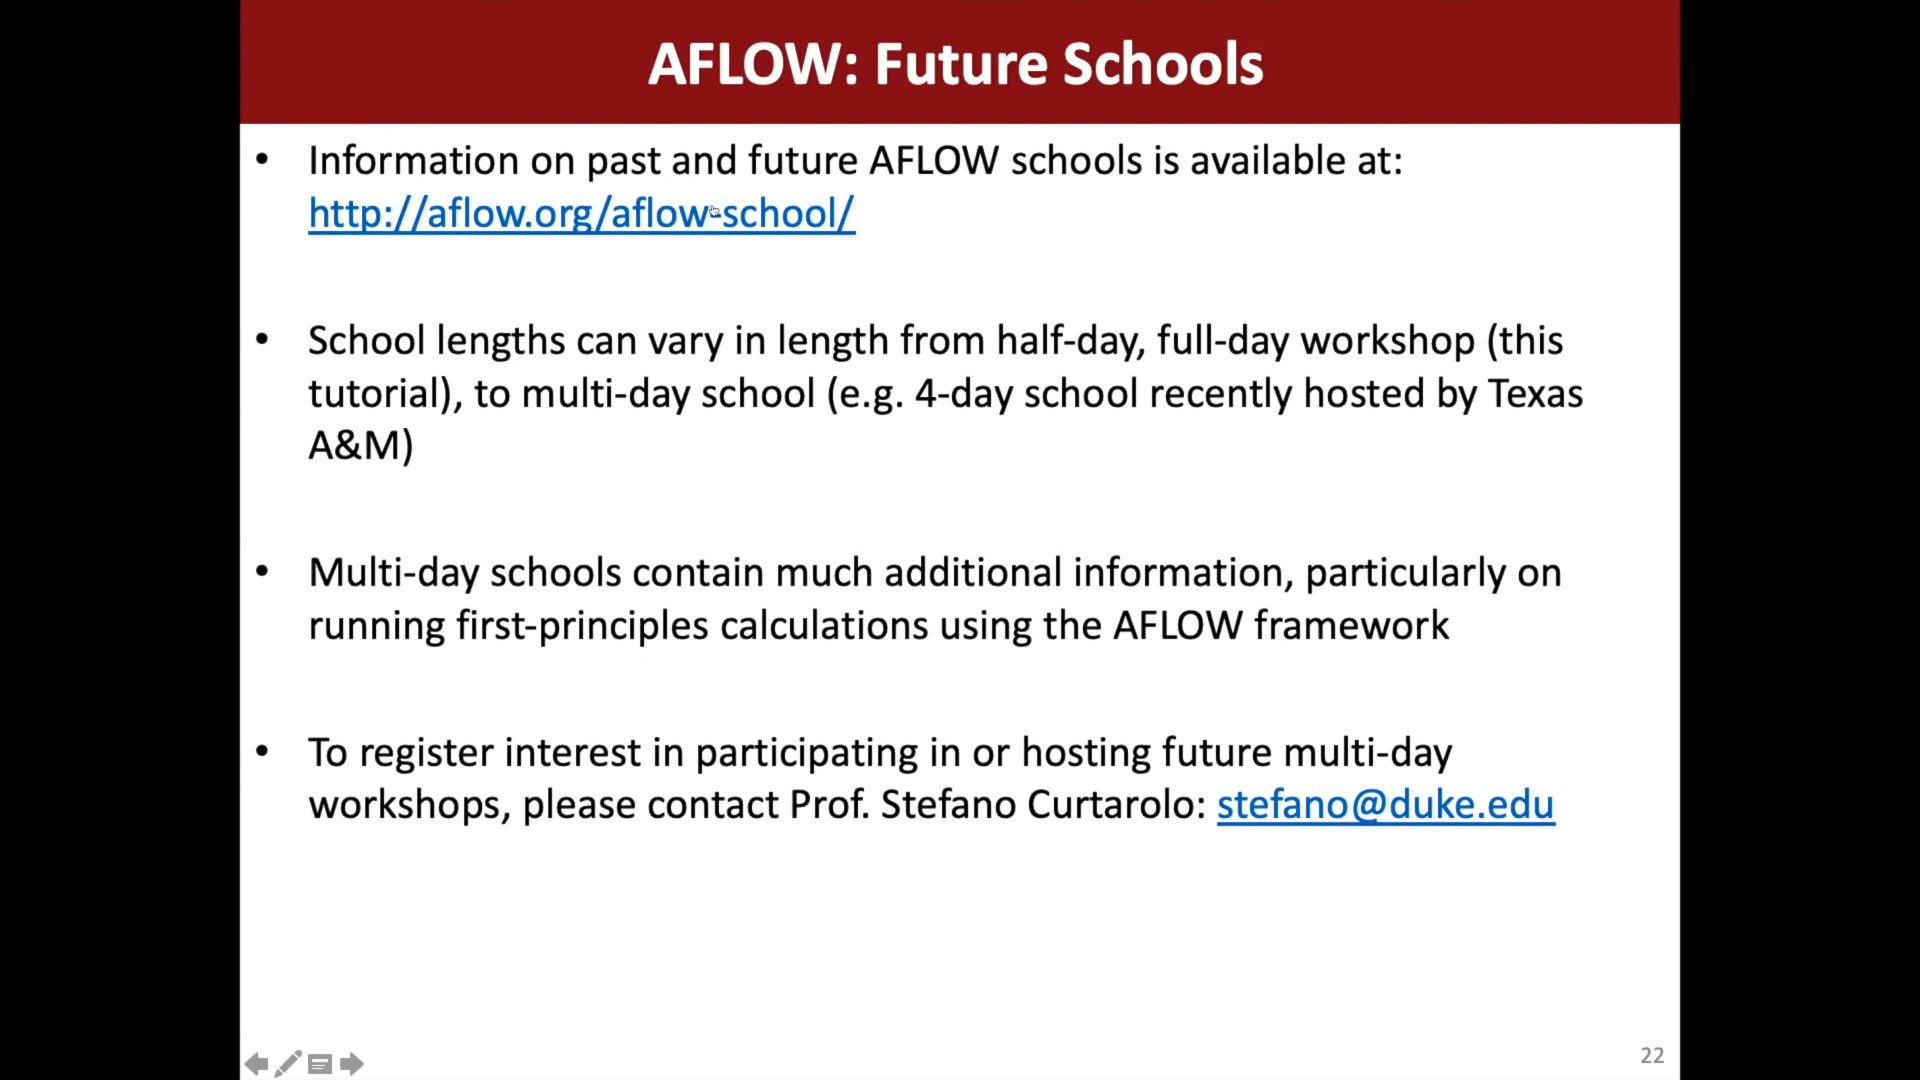 AFLOW: Future Schools
• Information on past and future AFLOW schools is available at:
http://aflow.org/aflow-school/
• School lengths can vary in length from half-day, full-day workshop (this
tutorial), to multi-day school (e.g. 4-day school recently hosted by Texas
A&M)
• Multi-day schools contain much additional information, particularly on
running first-principles calculations using the AFLOW framework
• To register interest in participating in or hosting future multi-day
workshops, please contact Prof. Stefano Curtarolo: stefano@duke.edu
22